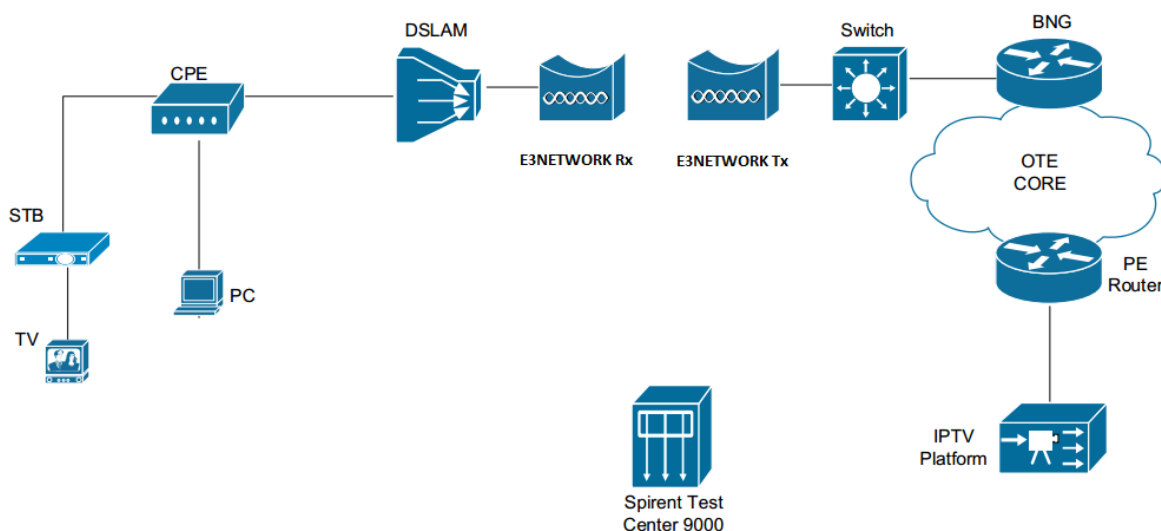 DSLAM
Switch
BNG
CPE
E3NETWORK Rx
E3NETWORK Tx
OTE
CORE
STB
PC
PE
Router
TV
IPTV
Platform
Spirent Test
Center 9000